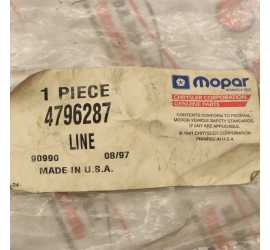 1 PIECE
4796287
LINE
90990 08/97
MADE IN U.S.A.
Mopar
CHRYSLER CORPORATION
GENUINE PARTS
CONTENTS CONFORM TO FEDERAL
MOTOR VEHICLE SAFETY STANDARDS,
IF ANY ARE APPLICABLE
CHRYSLER CORPORATION
PRINTED IN U.S.A.